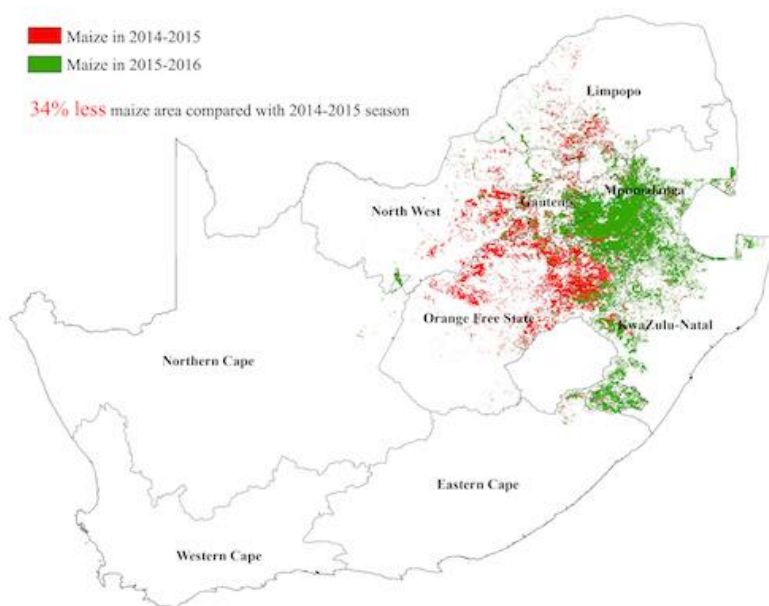 Maize in 2014-2015
Maize in 2015-2016
34% less maize area compared with 2014-2015 season
Limpopo
Mpumalanga
Gauteng
North West
Orange Free State
KwaZulu-Natal
Northern Cape
Eastern Cape
Western Cape